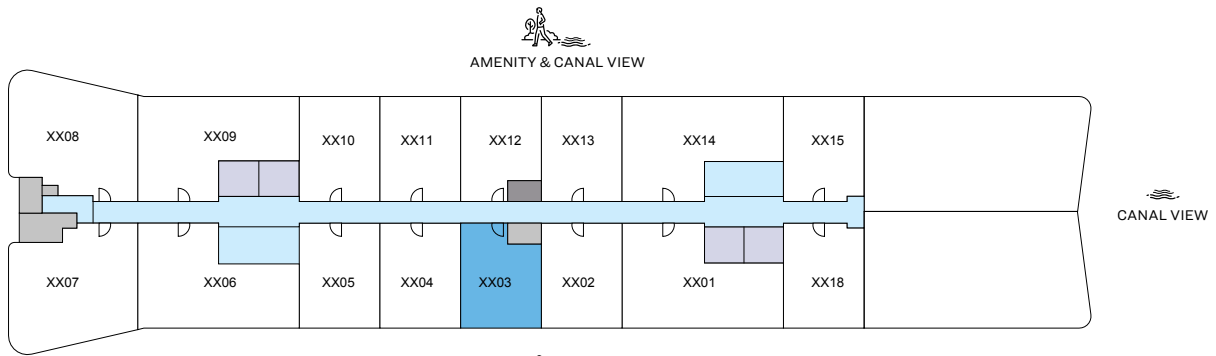 AMENITY & CANAL VIEW
XX08
XX09
XX10
XX11
XX12
XX13
XX14
XX15
CANAL VIEW
XX07
XX06
XX05
XX04
XX03
XX02
XX01
XX18